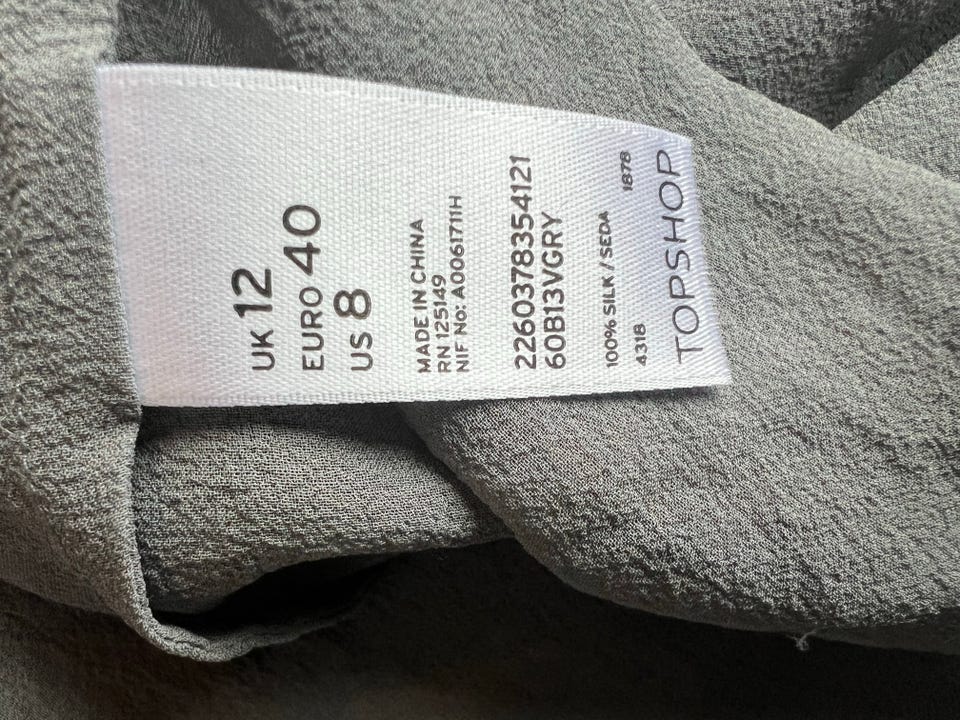 UK 12
EURO 40
US 8
MADE IN CHINA
RN 125149
NIF No: A0061711H
2260378354121
60B13VGRY
100% SILK / SEDA
4318 1878
TOPSHOP